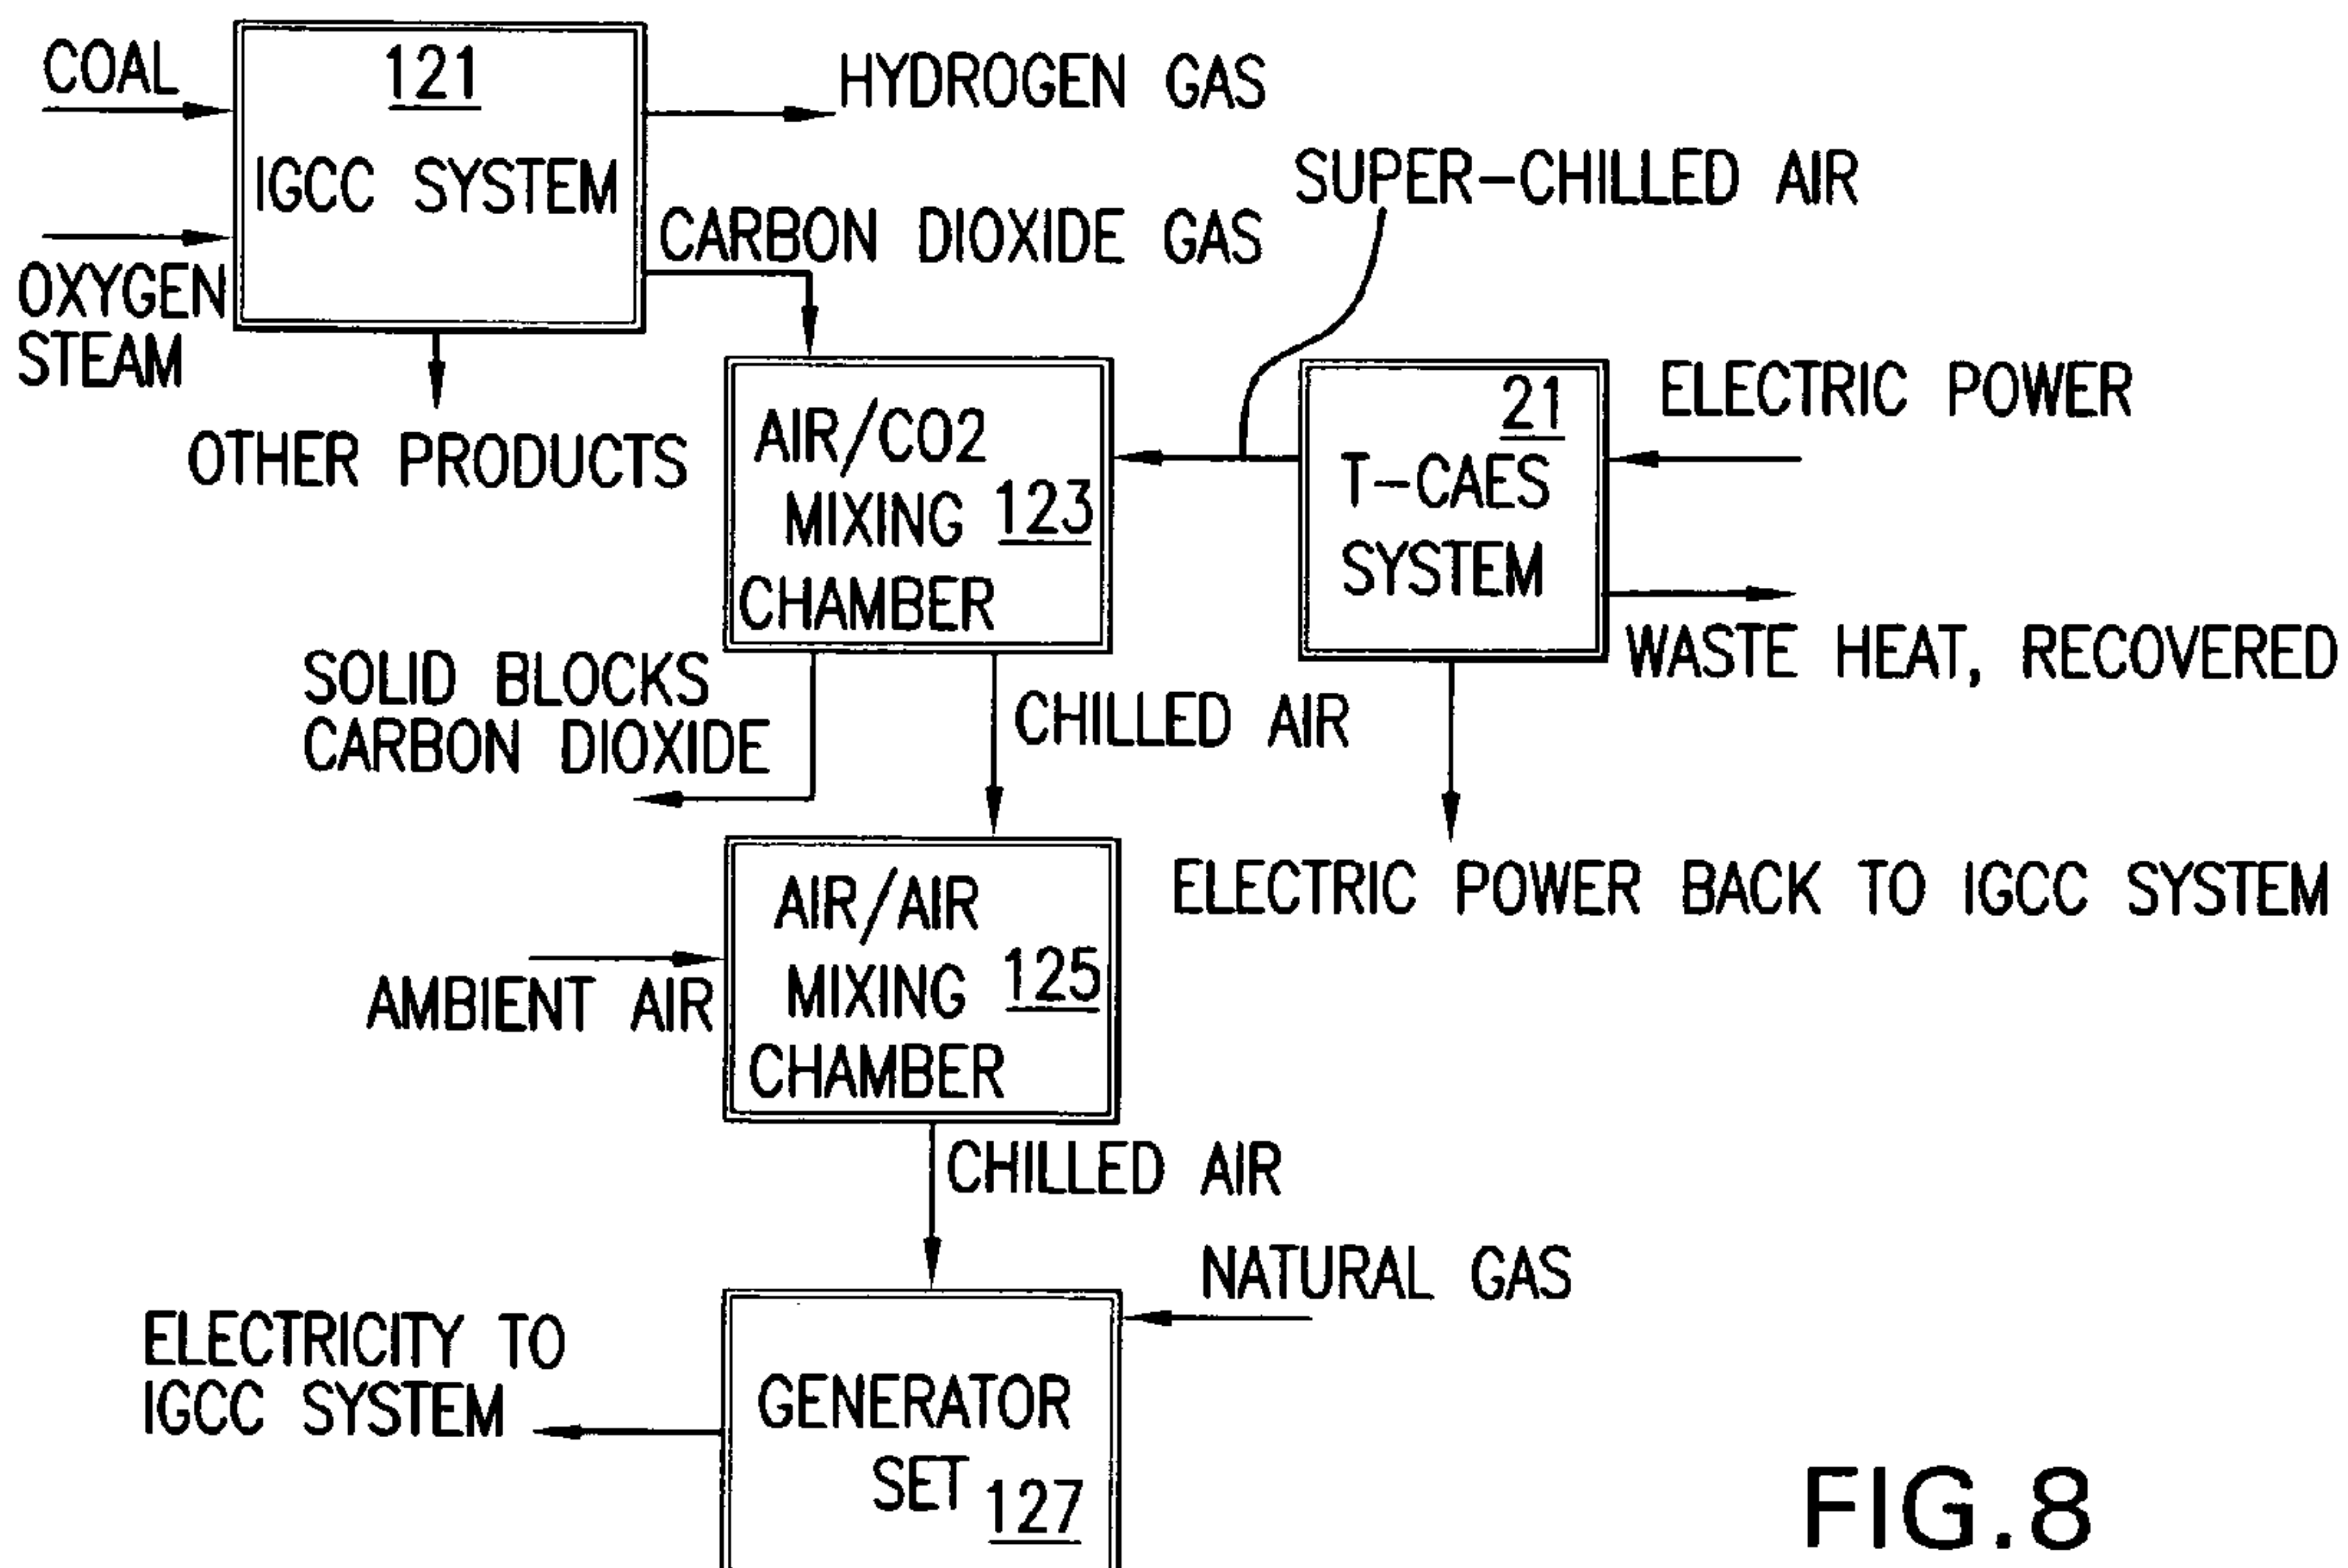 COAL
121
IGCC SYSTEM
HYDROGEN GAS
CARBON DIOXIDE GAS
SUPER-CHILLED AIR
OXYGEN
STEAM
OTHER PRODUCTS
AIR/CO2
MIXING 123
CHAMBER
21
T-CAES
SYSTEM
ELECTRIC POWER
WASTE HEAT, RECOVERED
SOLID BLOCKS
CARBON DIOXIDE
CHILLED AIR
ELECTRIC POWER BACK TO IGCC SYSTEM
AIR/AIR
MIXING 125
CHAMBER
AMBIENT AIR
CHILLED AIR
NATURAL GAS
ELECTRICITY TO
IGCC SYSTEM
GENERATOR
SET 127
FIG.8